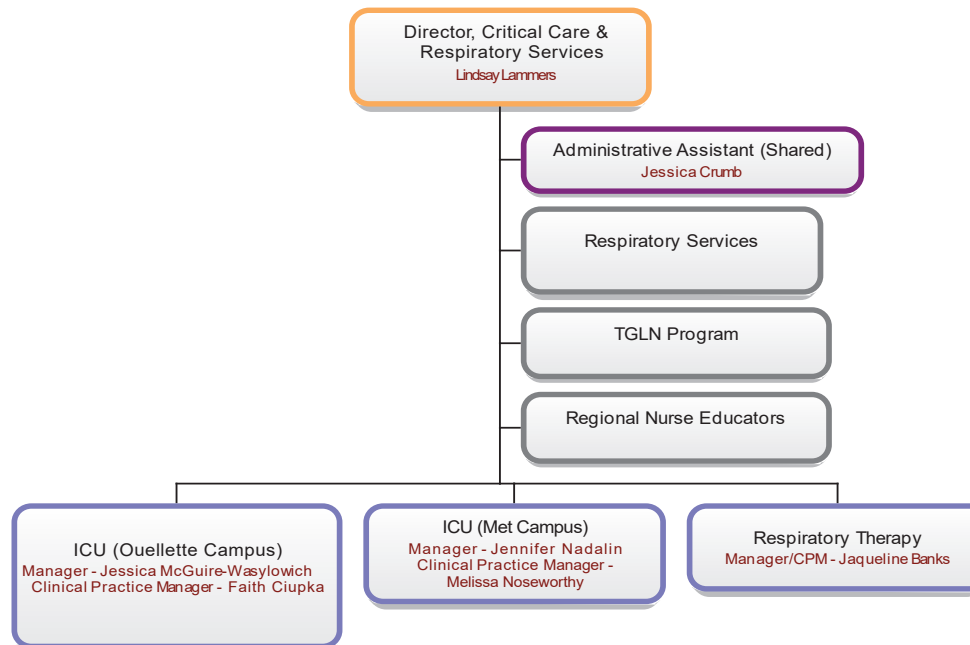 Director, Critical Care &
Respiratory Services
Lindsay Lammers
Administrative Assistant (Shared)
Jessica Crumb
Respiratory Services
TGLN Program
Regional Nurse Educators
ICU (Ouellette Campus)
Manager - Jessica McGuire-Wasylowich
Clinical Practice Manager - Faith Ciupka
ICU (Met Campus)
Manager - Jennifer Nadalin
Clinical Practice Manager -
Melissa Noseworthy
Respiratory Therapy
Manager/CPM - Jaqueline Banks